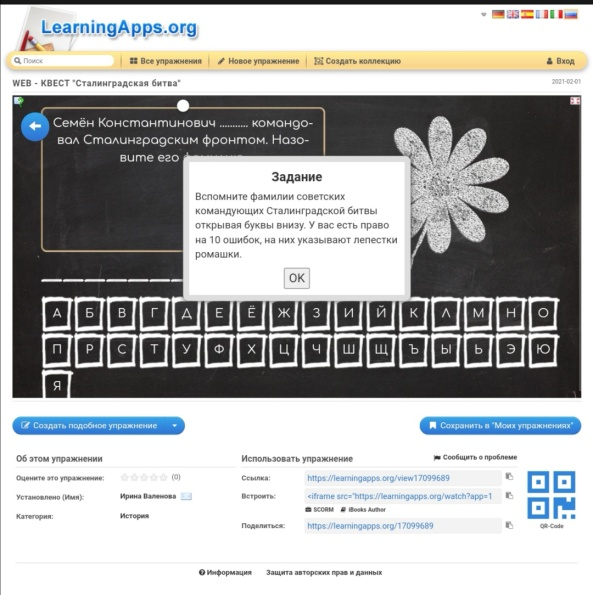 LearningApps.org
Поиск
Все упражнения
Новое упражнение
Создать коллекцию
Вход
WEB - КВЕСТ "Сталинградская битва"
2021-02-01
Семён Константинович ........... командо-
вал Сталинградским фронтом. Назо-
вите его
Задание
Вспомните фамилии советских
командующих Сталинградской битвы
открывая буквы внизу. У вас есть право
на 10 ошибок, на них указывают лепестки
ромашки.
OK
А Б В Г Д Е Ё Ж З И Й К Л М Н О
П Р С Т У Ф Х Ц Ч Ш Щ Ъ Ы Ь Э Ю
Я
Создать подобное упражнение
Сохранить в "Моих упражнениях"
Об этом упражнении
Использовать упражнение
Сообщить о проблеме
Оцените это упражнение:
(0)
Ссылка:
https://learningapps.org/view17099689
Установлено (Имя):
Ирина Валенова
Встроить:
<iframe src="https://learningapps.org/watch?app=1
SCORM
iBooks Author
Категория:
История
Поделиться:
https://learningapps.org/17099689
QR-Code
Информация
Защита авторских прав и данных